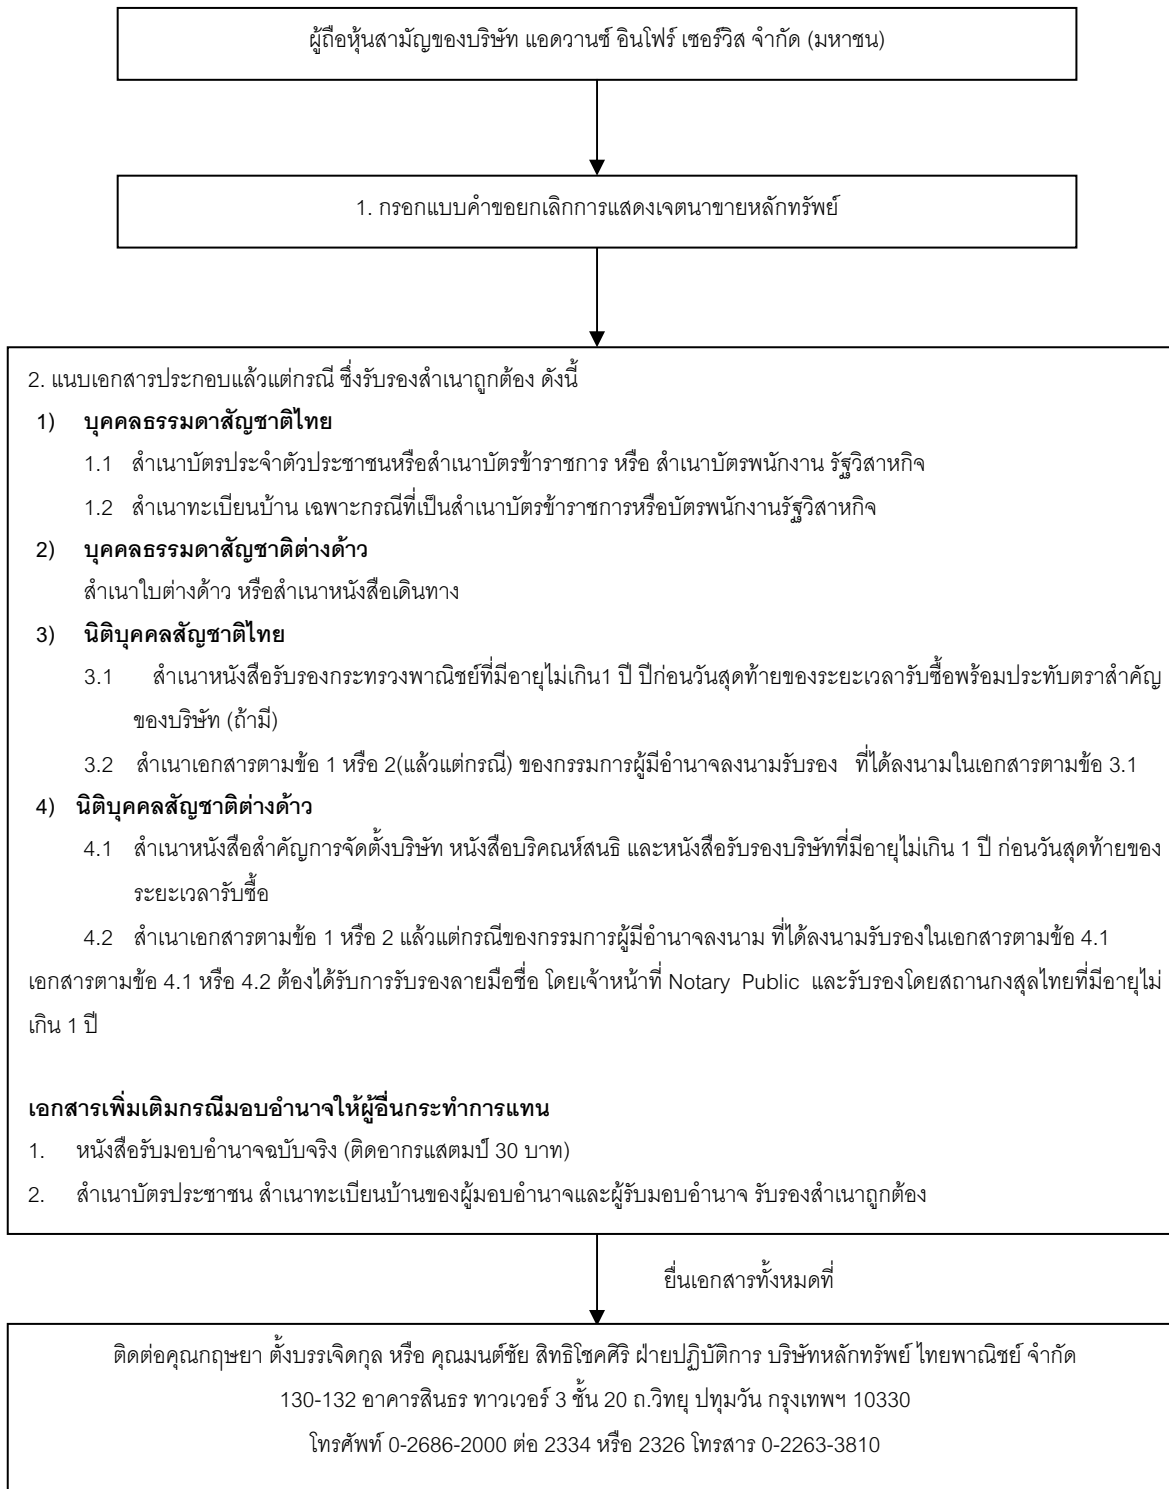 ผู้ถือหุ้นสามัญของบริษัท แอดวานซ์ อินโฟร์ เซอร์วิส จำกัด (มหาชน)
1. กรอกแบบคำขอยกเลิกการแสดงเจตนาขายหลักทรัพย์
2. แนบเอกสารประกอบแล้วแต่กรณี ซึ่งรับรองสำเนาถูกต้อง ดังนี้
1) บุคคลธรรมดาสัญชาติไทย
1.1 สำเนาบัตรประจำตัวประชาชนหรือสำเนาบัตรข้าราชการ หรือ สำเนาบัตรพนักงาน รัฐวิสาหกิจ
1.2 สำเนาทะเบียนบ้าน เฉพาะกรณีที่เป็นสำเนาบัตรข้าราชการหรือบัตรพนักงานรัฐวิสาหกิจ
2) บุคคลธรรมดาสัญชาติต่างด้าว
สำเนาใบต่างด้าว หรือสำเนาหนังสือเดินทาง
3) นิติบุคคลสัญชาติไทย
3.1 สำเนาหนังสือรับรองกระทรวงพาณิชย์ที่มีอายุไม่เกิน1 ปี ปีก่อนวันสุดท้ายของระยะเวลารับซื้อพร้อมประทับตราสำคัญ
ของบริษัท (ถ้ามี)
3.2 สำเนาเอกสารตามข้อ 1 หรือ 2(แล้วแต่กรณี) ของกรรมการผู้มีอำนาจลงนามรับรอง ที่ได้ลงนามในเอกสารตามข้อ 3.1
4) นิติบุคคลสัญชาติต่างด้าว
4.1 สำเนาหนังสือสำคัญการจัดตั้งบริษัท หนังสือบริคณห์สนธิ และหนังสือรับรองบริษัทที่มีอายุไม่เกิน 1 ปี ก่อนวันสุดท้ายของ
ระยะเวลารับซื้อ
4.2 สำเนาเอกสารตามข้อ 1 หรือ 2 แล้วแต่กรณีของกรรมการผู้มีอำนาจลงนาม ที่ได้ลงนามรับรองในเอกสารตามข้อ 4.1
เอกสารตามข้อ 4.1 หรือ 4.2 ต้องได้รับการรับรองลายมือชื่อ โดยเจ้าหน้าที่ Notary Public และรับรองโดยสถานกงสุลไทยที่มีอายุไม่
เกิน 1 ปี
เอกสารเพิ่มเติมกรณีมอบอำนาจให้ผู้อื่นกระทำการแทน
1. หนังสือรับมอบอำนาจฉบับจริง (ติดอากรแสตมป์ 30 บาท)
2. สำเนาบัตรประชาชน สำเนาทะเบียนบ้านของผู้มอบอำนาจและผู้รับมอบอำนาจ รับรองสำเนาถูกต้อง
ยื่นเอกสารทั้งหมดที่
ติดต่อคุณกฤษยา ตั้งบรรเจิดกุล หรือ คุณมนต์ชัย สิทธิโชคศิริ ฝ่ายปฏิบัติการ บริษัทหลักทรัพย์ ไทยพาณิชย์ จำกัด
130-132 อาคารสินธร ทาวเวอร์ 3 ชั้น 20 ถ.วิทยุ ปทุมวัน กรุงเทพฯ 10330
โทรศัพท์ 0-2686-2000 ต่อ 2334 หรือ 2326 โทรสาร 0-2263-3810